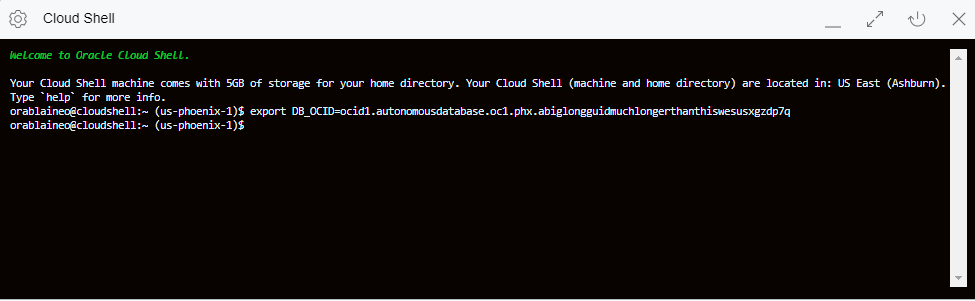 Cloud Shell
Welcome to Oracle Cloud Shell.
Your Cloud Shell machine comes with 5GB of storage for your home directory. Your Cloud Shell (machine and home directory) are located in: US East (Ashburn).
Type `help` for more info.
orablaineo@cloudshell:~ (us-phoenix-1)$ export DB_OCID=ocid1.autonomousdatabase.oc1.phx.abiglongguidmuchlongerthanthiswesusxgzdp7q
orablaineo@cloudshell:~ (us-phoenix-1)$